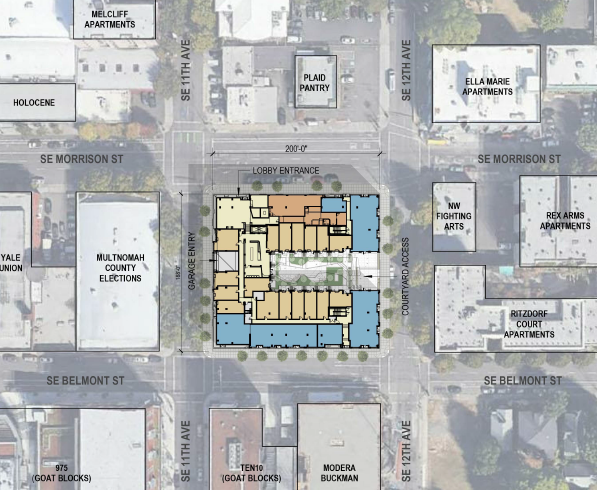 MELCLIFF
APARTMENTS
SE 11TH AVE
PLAID
PANTRY
SE 12TH AVE
ELLA MARIE
APARTMENTS
HOLOCENE
200'-0"
SE MORRISON ST
SE MORRISON ST
LOBBY ENTRANCE
NW
FIGHTING
ARTS
REX ARMS
APARTMENTS
YALE
UNION
MULTNOMAH
COUNTY
ELECTIONS
GARAGE ENTRY
COURTYARD ACCESS
RITZDORF
COURT
APARTMENTS
SE BELMONT ST
SE BELMONT ST
SE 11TH AVE
SE 12TH AVE
975
(GOAT BLOCKS)
TEN10
(GOAT BLOCKS)
MODERA
BUCKMAN